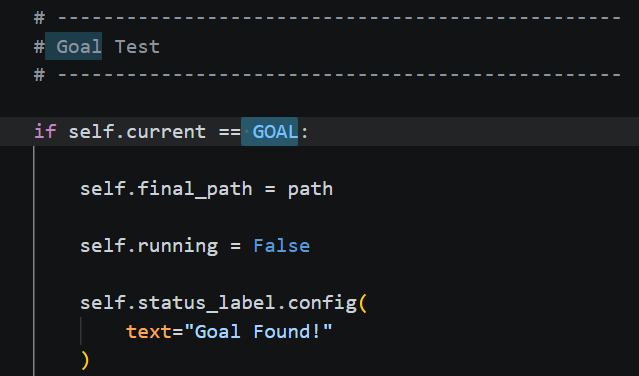 # -------------------------------------------------
# Goal Test
# -------------------------------------------------
if self.current == GOAL:
self.final_path = path
self.running = False
self.status_label.config(
text="Goal Found!"
)